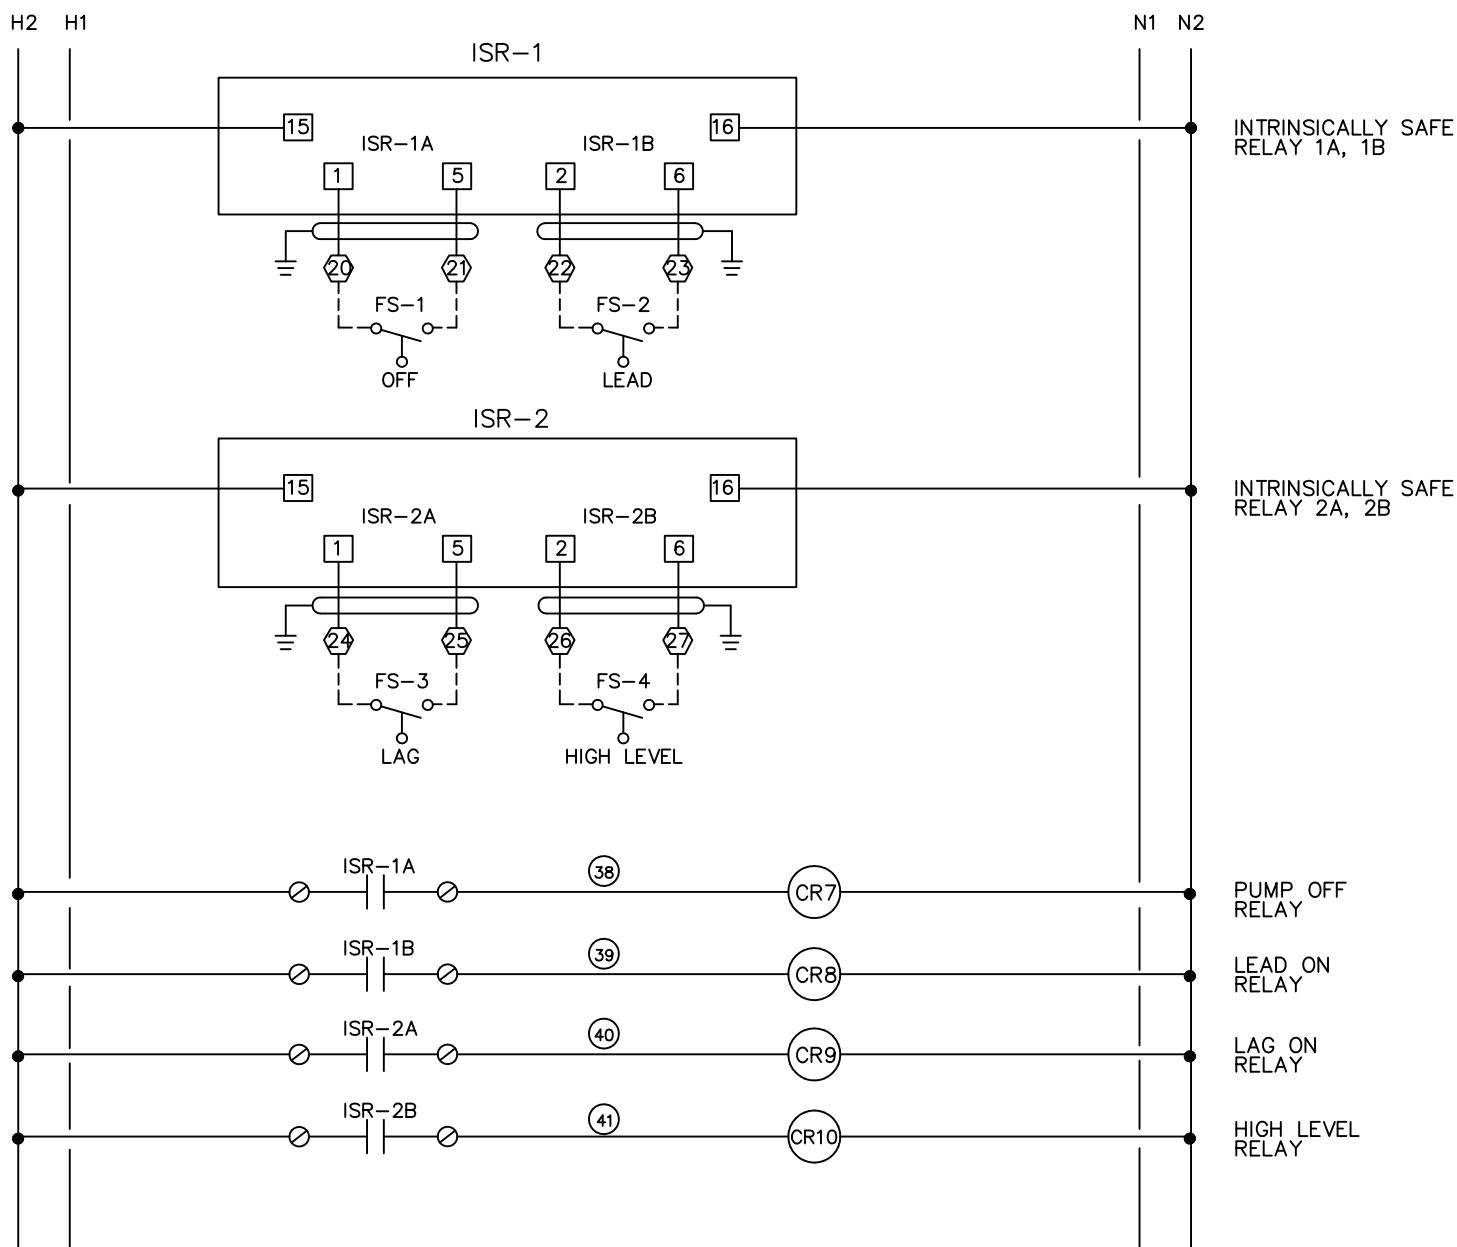 H2 H1 N1 N2
ISR-1
15 16
ISR-1A ISR-1B
INTRINSICALLY SAFE
RELAY 1A, 1B
1 5 2 6
20 21 22 23
FS-1 FS-2
OFF LEAD
ISR-2
15 16
INTRINSICALLY SAFE
RELAY 2A, 2B
ISR-2A ISR-2B
1 5 2 6
24 25 26 27
FS-3 FS-4
LAG HIGH LEVEL
ISR-1A 38
CR7
PUMP OFF
RELAY
ISR-1B 39
CR8
LEAD ON
RELAY
ISR-2A 40
CR9
LAG ON
RELAY
ISR-2B 41
CR10
HIGH LEVEL
RELAY